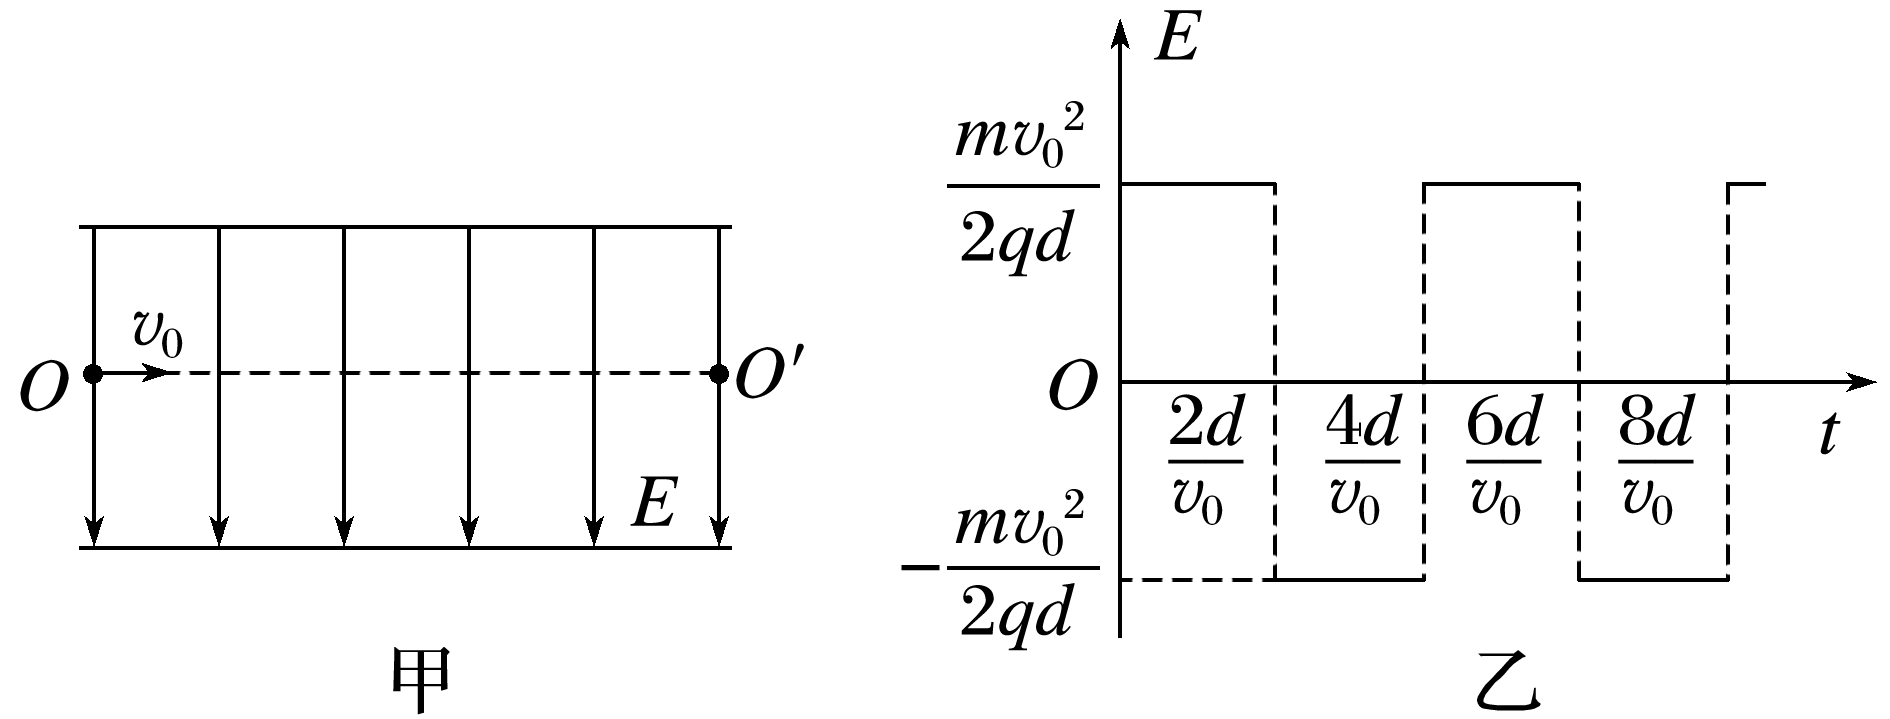 O v₀ O′
E
甲
E
mv₀²/2qd
O 2d/v₀ 4d/v₀ 6d/v₀ 8d/v₀ t
−mv₀²/2qd
乙